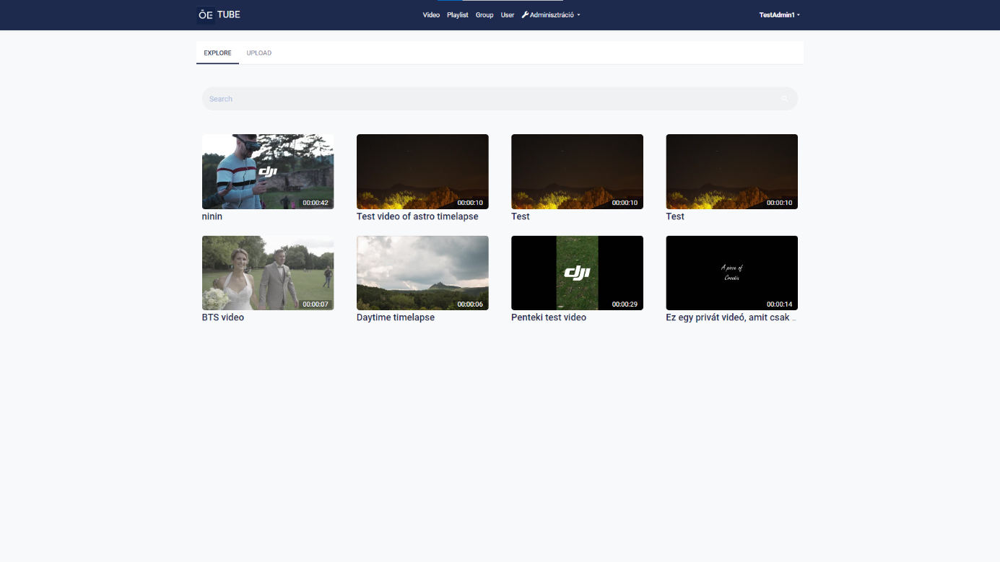 ŌE TUBE
Video Playlist Group User Adminisztráció
TestAdmin1
EXPLORE UPLOAD
Search
dji
00:00:42
00:00:10
00:00:10
00:00:10
ninin
Test video of astro timelapse
Test
Test
00:00:07
00:00:06
dji
00:00:29
A piece of
Croatia
00:00:14
BTS video
Daytime timelapse
Penteki test video
Ez egy privát videó, amit csak ...